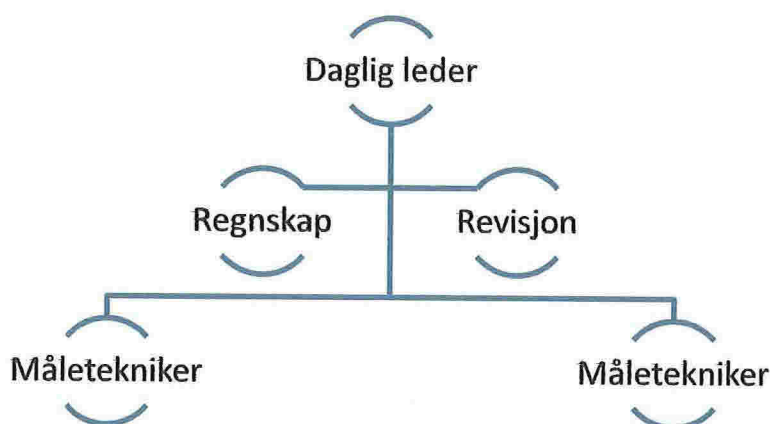 Daglig leder
Regnskap
Revisjon
Måletekniker
Måletekniker